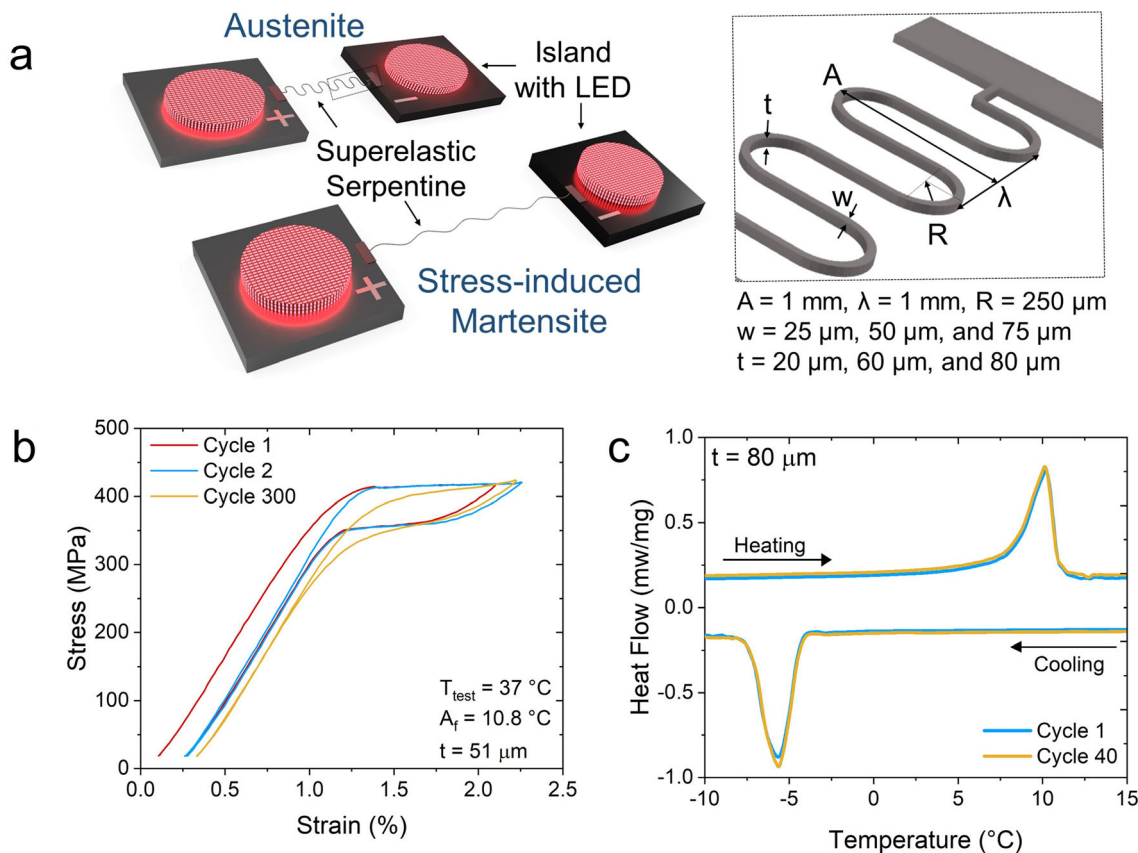 a
Austenite
Island
with LED
Superelastic
Serpentine
Stress-induced
Martensite
+
−
+
−
A
t
w
R
λ
A = 1 mm, λ = 1 mm, R = 250 μm
w = 25 μm, 50 μm, and 75 μm
t = 20 μm, 60 μm, and 80 μm
b
Stress (MPa)
500
400
300
200
100
0
Cycle 1
Cycle 2
Cycle 300
T_test = 37 °C
A_f = 10.8 °C
t = 51 μm
0.0 0.5 1.0 1.5 2.0 2.5
Strain (%)
c
Heat Flow (mw/mg)
1.0
0.5
0.0
-0.5
-1.0
t = 80 μm
Heating
Cooling
Cycle 1
Cycle 40
-10 -5 0 5 10 15
Temperature (°C)